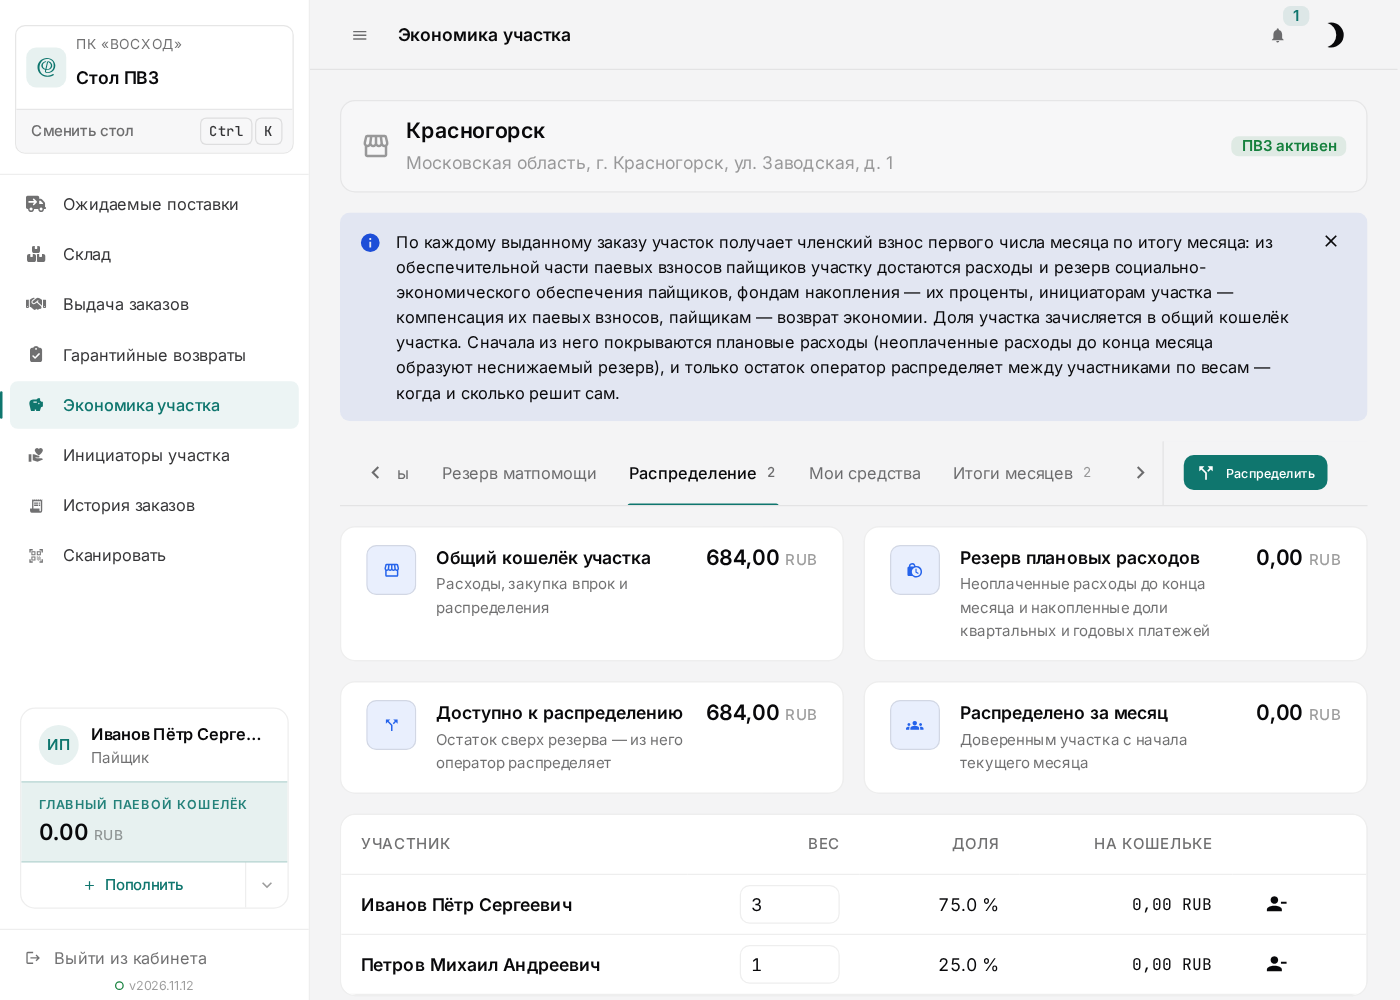 ПК «ВОСХОД»
Стол ПВЗ
Сменить стол
Ctrl K
Ожидаемые поставки
Склад
Выдача заказов
Гарантийные возвраты
Экономика участка
Инициаторы участка
История заказов
Сканировать
ИП
Иванов Пётр Серге...
Пайщик
ГЛАВНЫЙ ПАЕВОЙ КОШЕЛЁК
0.00 RUB
+ Пополнить
Выйти из кабинета
v2026.11.12
Экономика участка
1
Красногорск
Московская область, г. Красногорск, ул. Заводская, д. 1
ПВЗ активен
По каждому выданному заказу участок получает членский взнос первого числа месяца по итогу месяца: из
обеспечительной части паевых взносов пайщиков участку достаются расходы и резерв социально-
экономического обеспечения пайщиков, фондам накопления — их проценты, инициаторам участка —
компенсация их паевых взносов, пайщикам — возврат экономии. Доля участка зачисляется в общий кошелёк
участка. Сначала из него покрываются плановые расходы (неоплаченные расходы до конца месяца
образуют неснижаемый резерв), и только остаток оператор распределяет между участниками по весам —
когда и сколько решит сам.
ы
Резерв матпомощи
Распределение 2
Мои средства
Итоги месяцев 2
Распределить
Общий кошелёк участка
684,00 RUB
Расходы, закупка впрок и
распределения
Резерв плановых расходов
0,00 RUB
Неоплаченные расходы до конца
месяца и накопленные доли
квартальных и годовых платежей
Доступно к распределению
684,00 RUB
Остаток сверх резерва — из него
оператор распределяет
Распределено за месяц
0,00 RUB
Доверенным участка с начала
текущего месяца
УЧАСТНИК ВЕС ДОЛЯ НА КОШЕЛЬКЕ
Иванов Пётр Сергеевич 3 75.0 % 0,00 RUB
Петров Михаил Андреевич 1 25.0 % 0,00 RUB